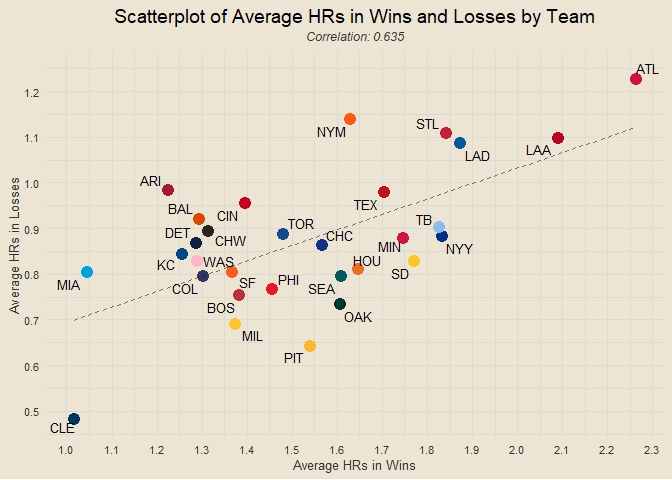 Scatterplot of Average HRs in Wins and Losses by Team
Correlation: 0.635
Average HRs in Losses
1.2
1.1
1.0
0.9
0.8
0.7
0.6
0.5
ATL
NYM
STL
LAD
LAA
ARI
BAL
CIN
TEX
DET
CHW
TOR
CHC
TB
MIN
NYY
KC
WAS
HOU
SD
MIA
COL
SF
PHI
SEA
BOS
OAK
MIL
PIT
CLE
1.0 1.1 1.2 1.3 1.4 1.5 1.6 1.7 1.8 1.9 2.0 2.1 2.2 2.3
Average HRs in Wins